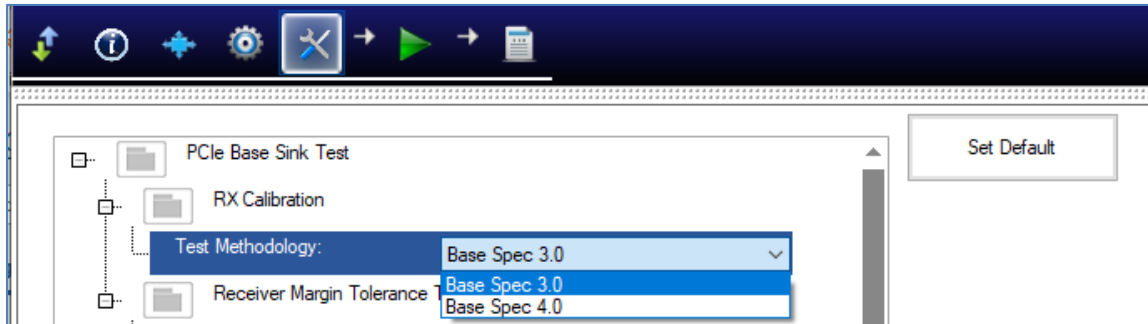 PCIe Base Sink Test
Set Default
RX Calibration
Test Methodology:
Base Spec 3.0
Base Spec 3.0
Receiver Margin Tolerance
Base Spec 4.0